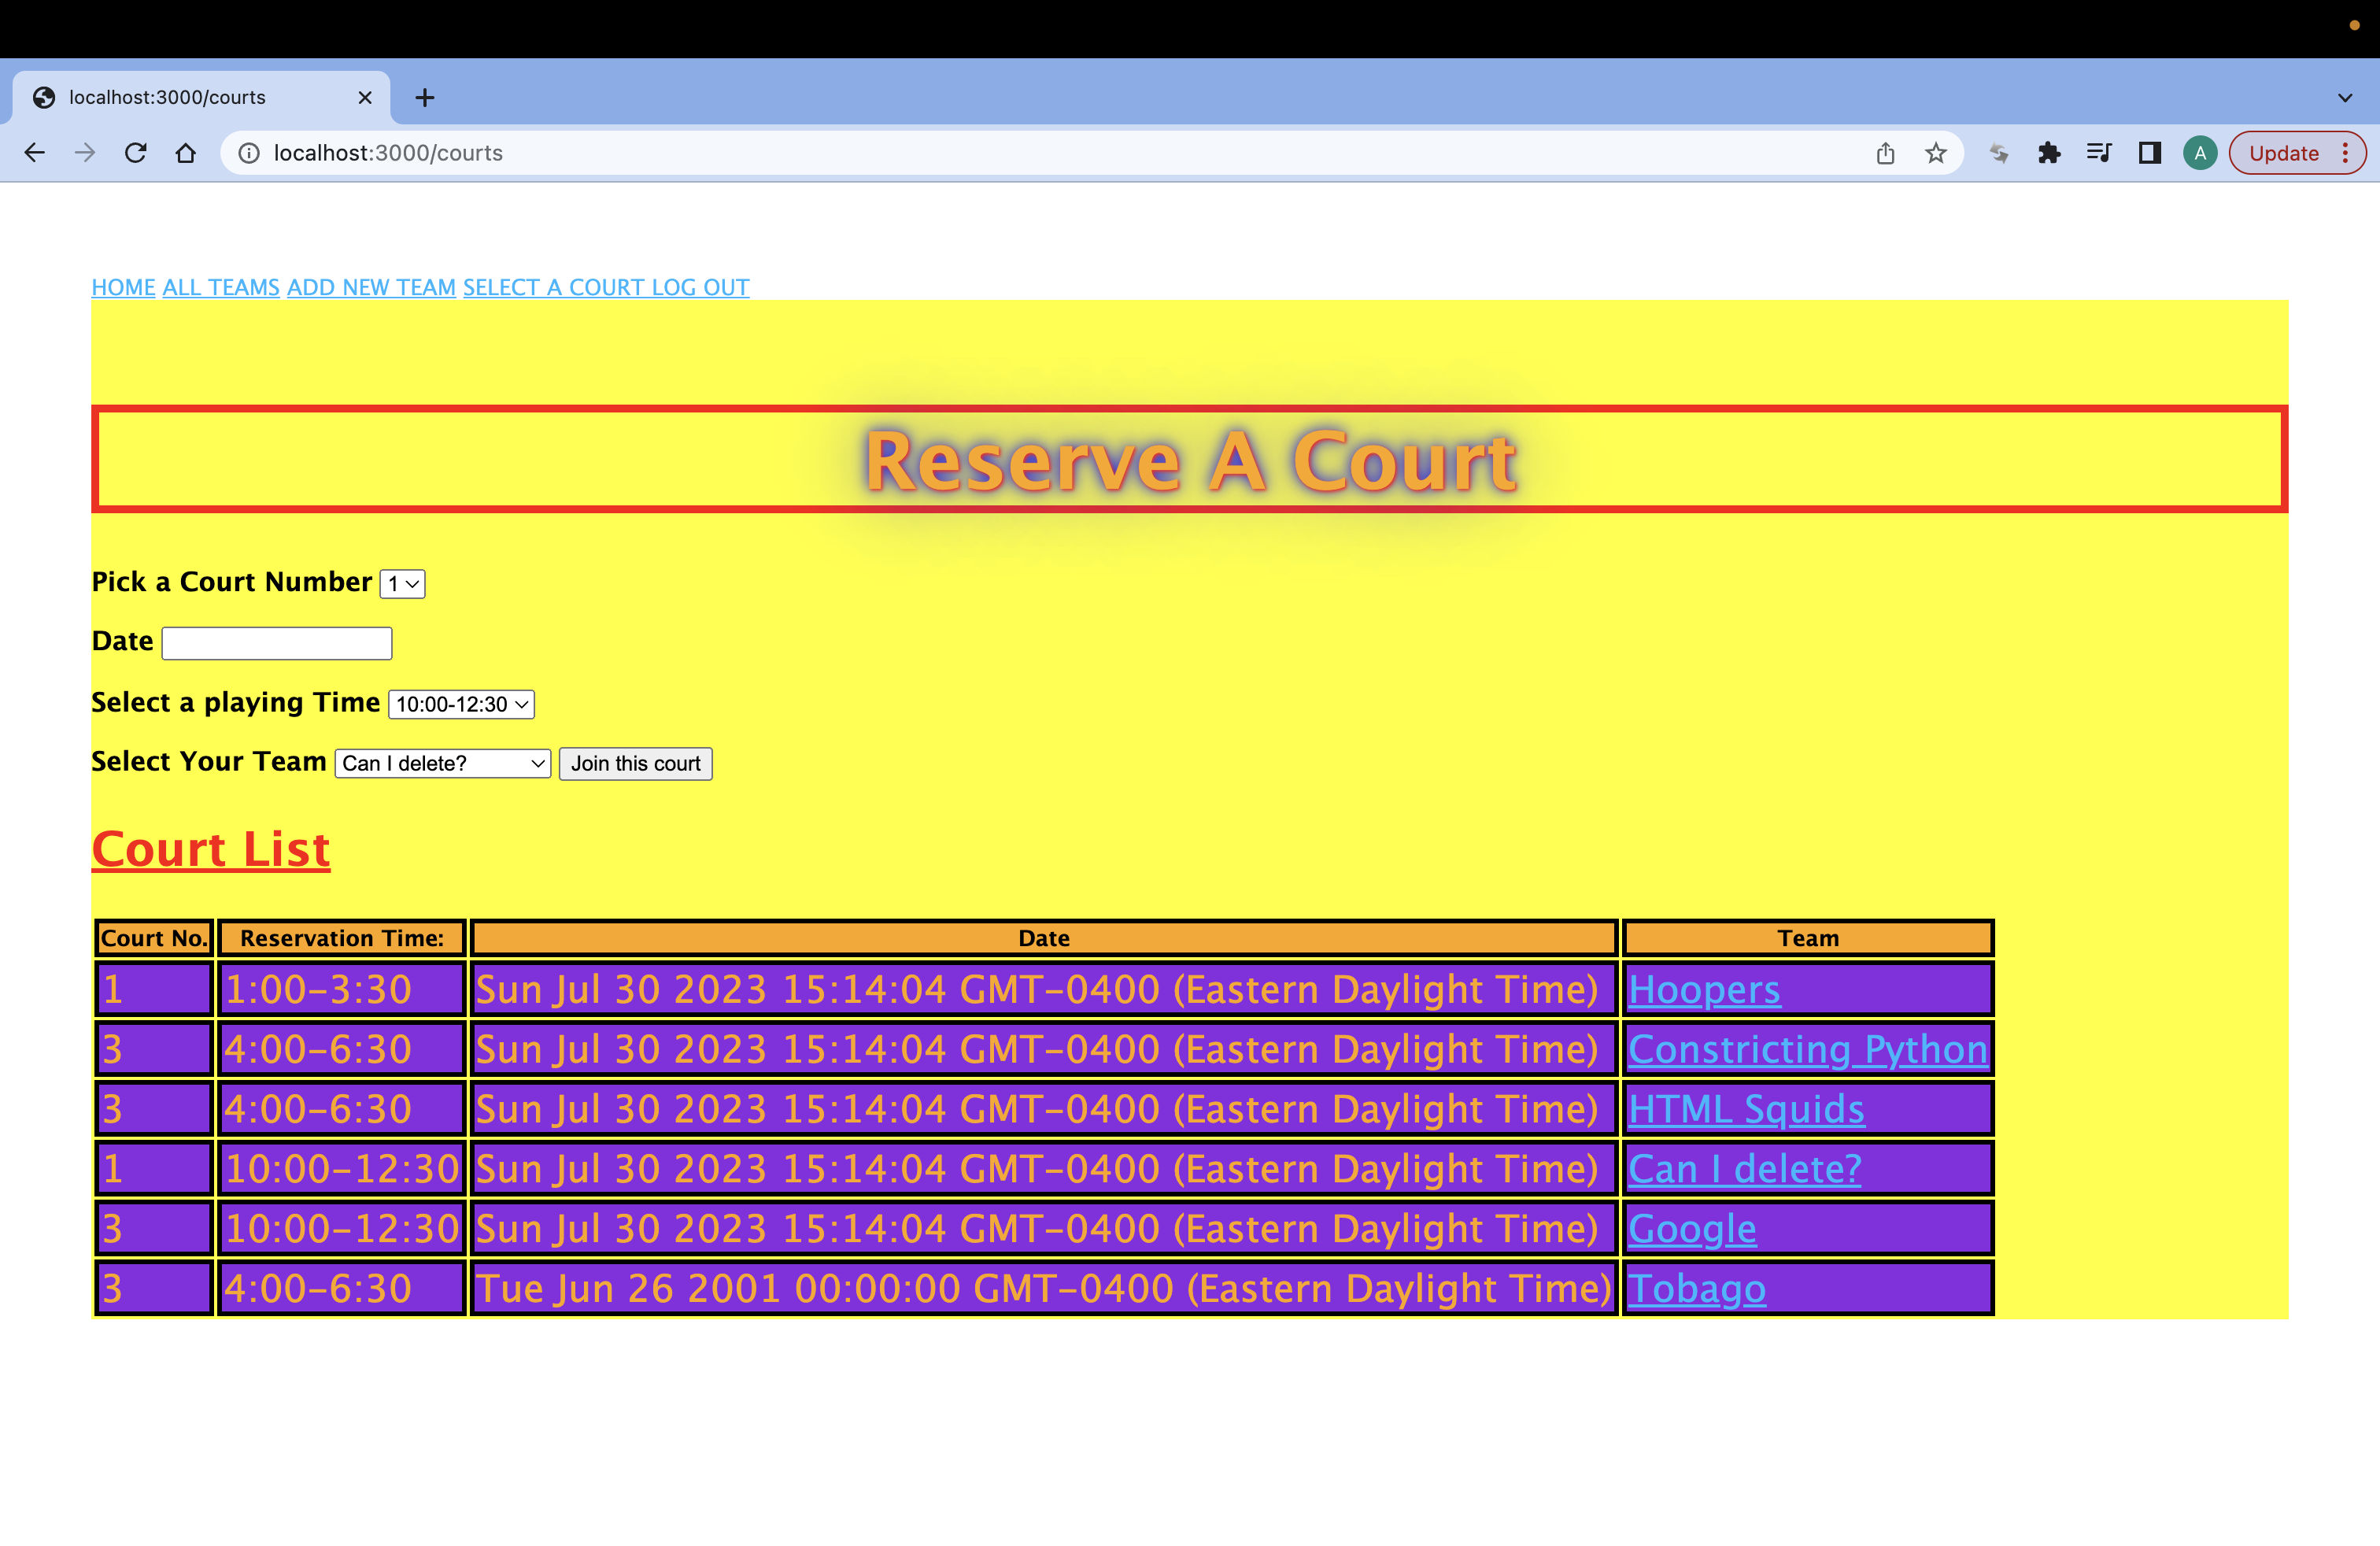 localhost:3000/courts
localhost:3000/courts
A
Update
HOME ALL TEAMS ADD NEW TEAM SELECT A COURT LOG OUT
Reserve A Court
Pick a Court Number 1
Date
Select a playing Time 10:00-12:30
Select Your Team Can I delete? Join this court
Court List
Court No. Reservation Time: Date Team
1 1:00-3:30 Sun Jul 30 2023 15:14:04 GMT-0400 (Eastern Daylight Time) Hoopers
3 4:00-6:30 Sun Jul 30 2023 15:14:04 GMT-0400 (Eastern Daylight Time) Constricting Python
3 4:00-6:30 Sun Jul 30 2023 15:14:04 GMT-0400 (Eastern Daylight Time) HTML Squids
1 10:00-12:30 Sun Jul 30 2023 15:14:04 GMT-0400 (Eastern Daylight Time) Can I delete?
3 10:00-12:30 Sun Jul 30 2023 15:14:04 GMT-0400 (Eastern Daylight Time) Google
3 4:00-6:30 Tue Jun 26 2001 00:00:00 GMT-0400 (Eastern Daylight Time) Tobago